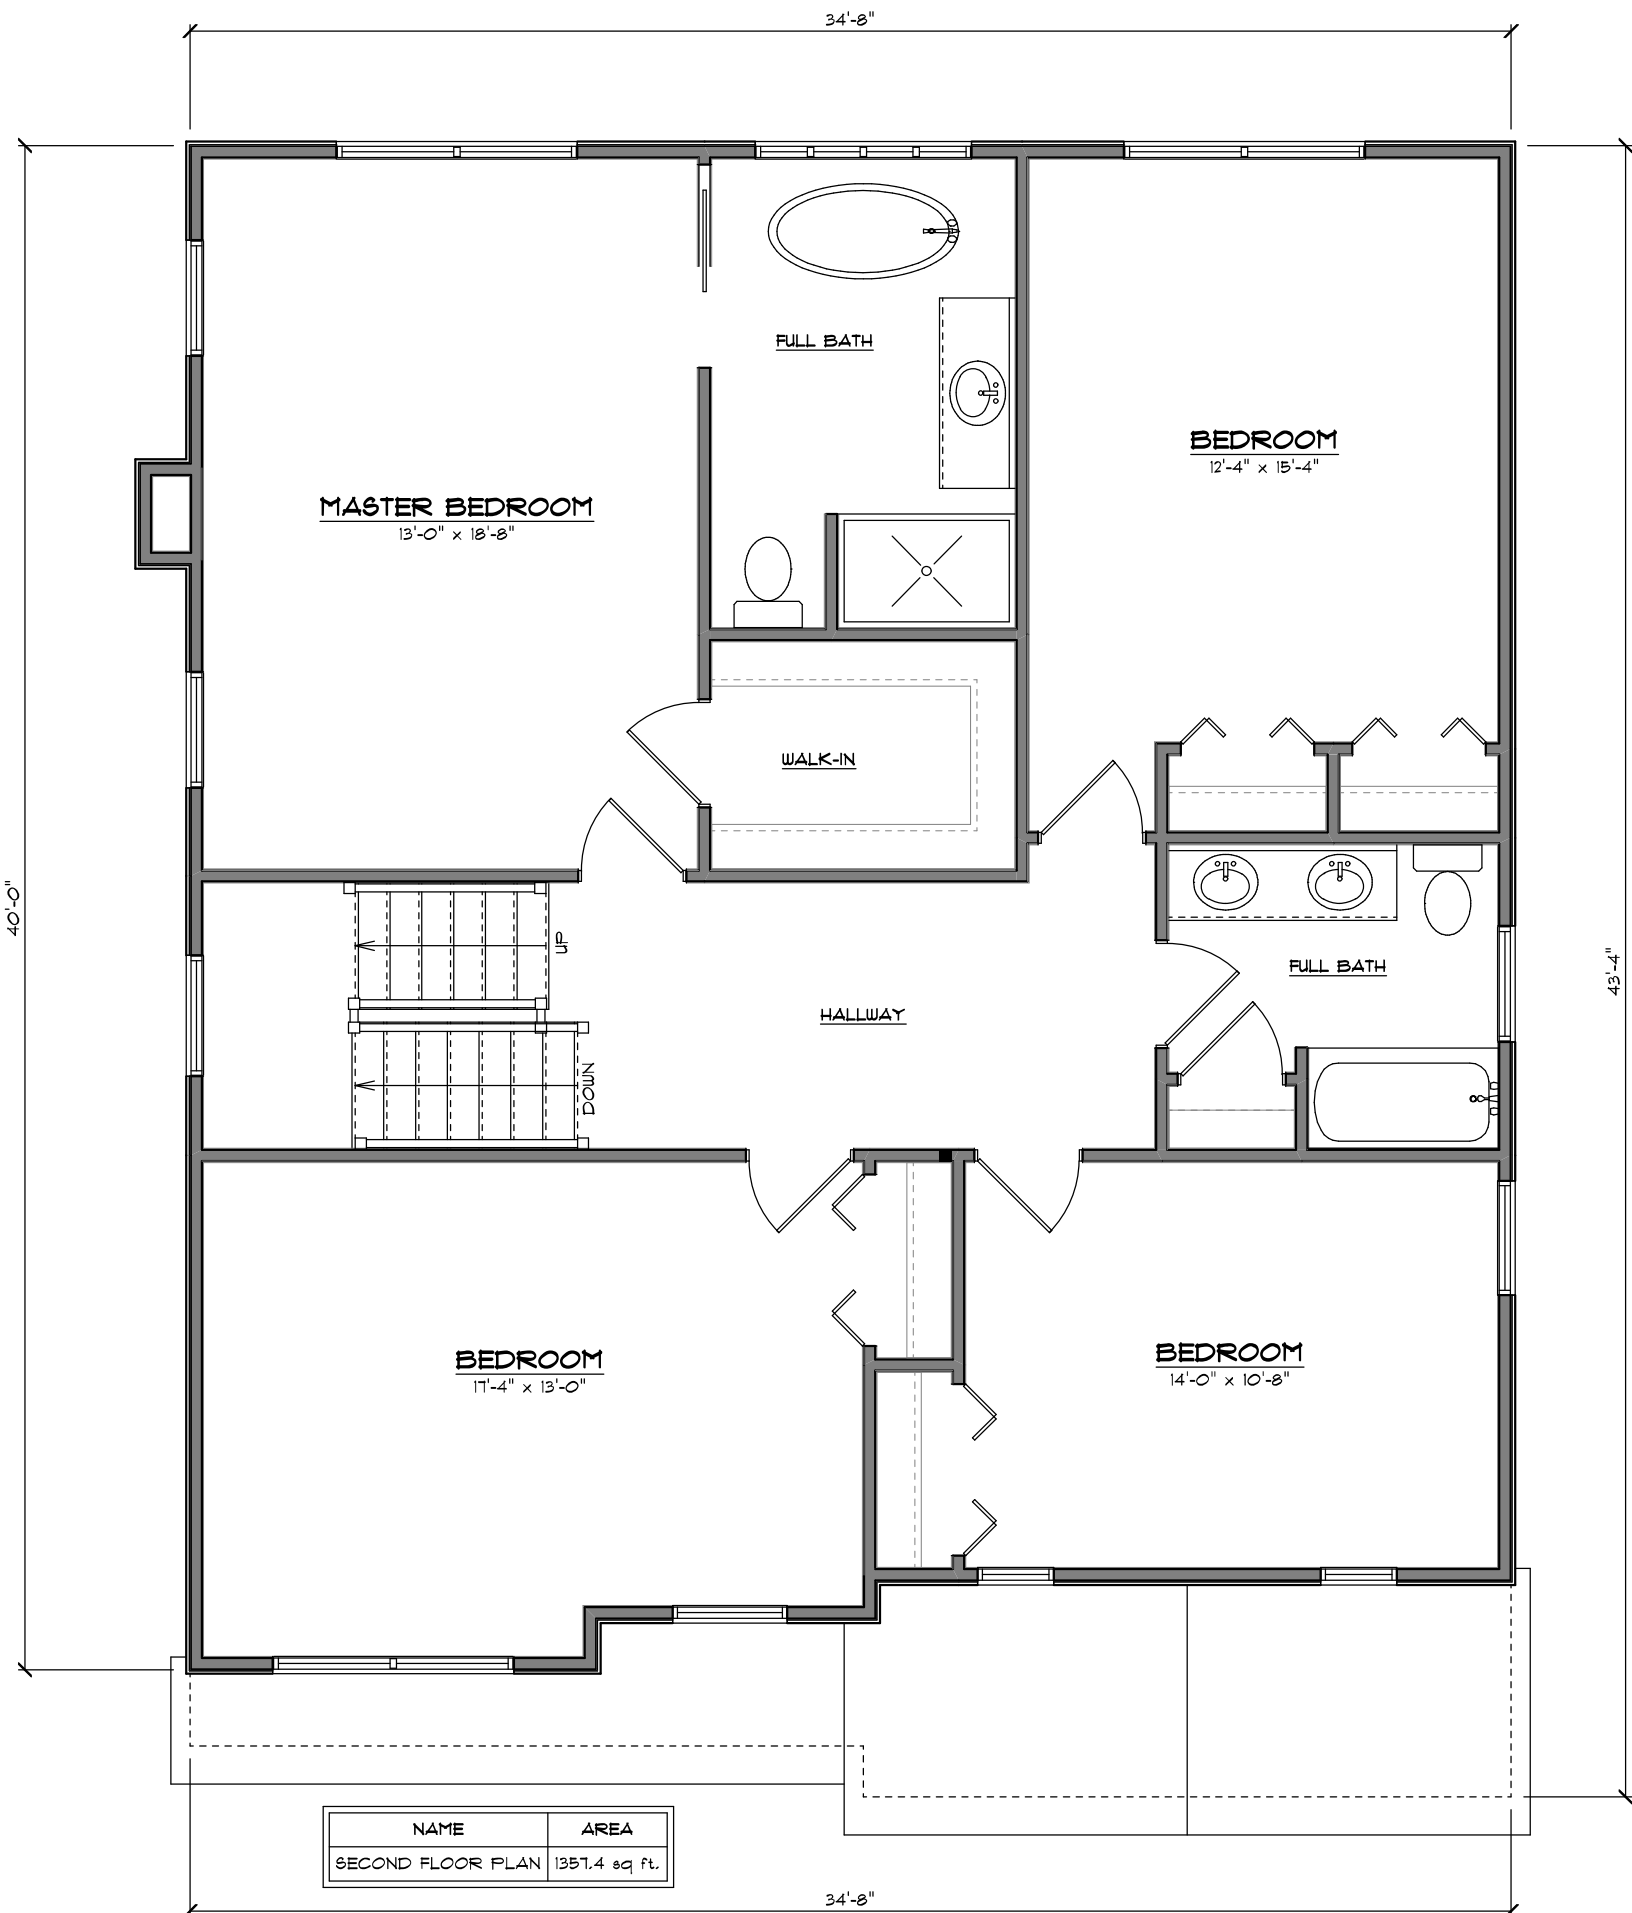 34'-8"
FULL BATH
BEDROOM
12'-4" x 15'-4"
MASTER BEDROOM
13'-0" x 18'-8"
WALK-IN
40'-0"
UP
FULL BATH
43'-4"
HALLWAY
DOWN
BEDROOM
17'-4" x 13'-0"
BEDROOM
14'-0" x 10'-8"
NAME AREA
SECOND FLOOR PLAN 1357.4 sq ft.
34'-8"